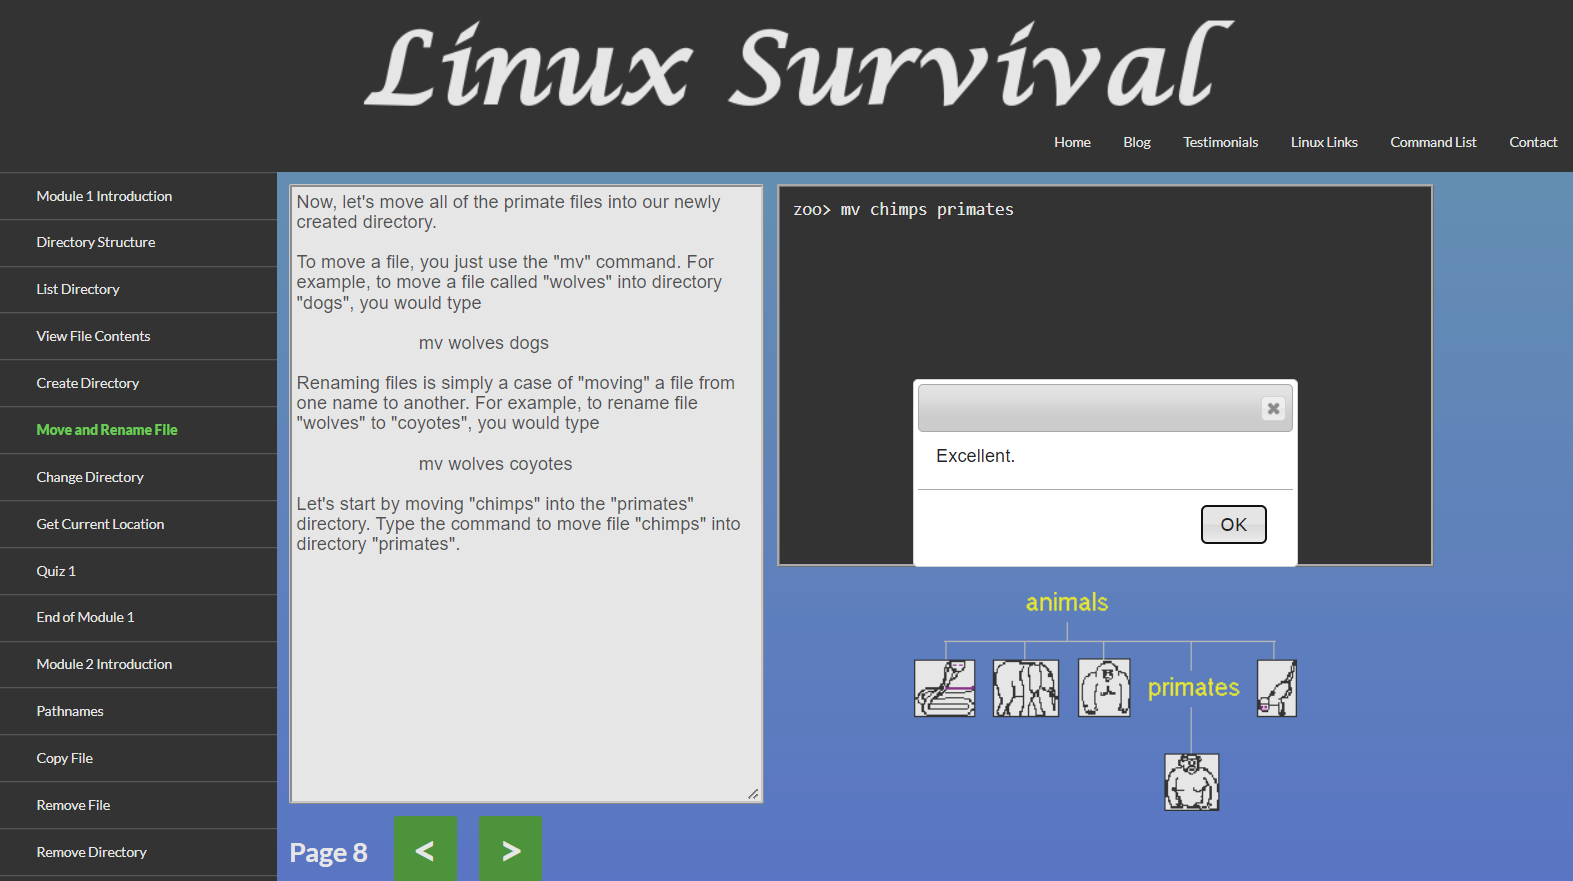 Linux Survival
Home
Blog
Testimonials
Linux Links
Command List
Contact
Module 1 Introduction
Directory Structure
List Directory
View File Contents
Create Directory
Move and Rename File
Change Directory
Get Current Location
Quiz 1
End of Module 1
Module 2 Introduction
Pathnames
Copy File
Remove File
Remove Directory
Now, let's move all of the primate files into our newly
created directory.
To move a file, you just use the "mv" command. For
example, to move a file called "wolves" into directory
"dogs", you would type
mv wolves dogs
Renaming files is simply a case of "moving" a file from
one name to another. For example, to rename file
"wolves" to "coyotes", you would type
mv wolves coyotes
Let's start by moving "chimps" into the "primates"
directory. Type the command to move file "chimps" into
directory "primates".
Page 8
<
>
zoo> mv chimps primates
Excellent.
OK
animals
primates